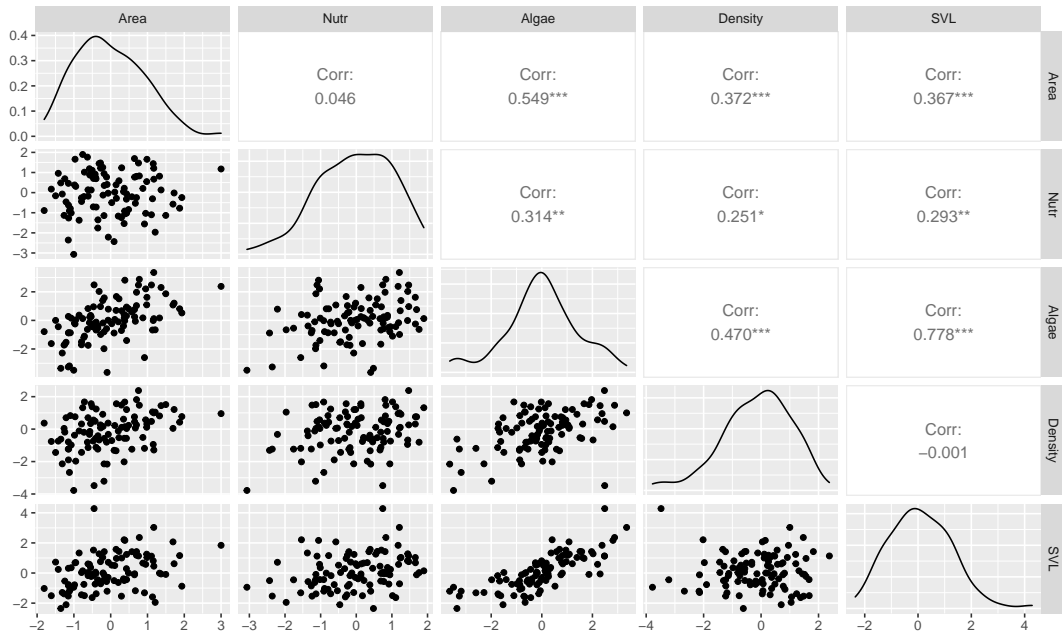 Area Nutr Algae Density SVL
0.4
0.3
0.2
0.1
0.0
Corr:
0.046
Corr:
0.549***
Corr:
0.372***
Corr:
0.367***
Area
2
1
0
−1
−2
−3
Corr:
0.314**
Corr:
0.251*
Corr:
0.293**
Nutr
2
0
−2
Corr:
0.470***
Corr:
0.778***
Algae
2
0
−2
−4
Corr:
−0.001
Density
4
2
0
−2
SVL
−2 −1 0 1 2 3 −3 −2 −1 0 1 2 −2 0 2 −4 −2 0 2 −2 0 2 4